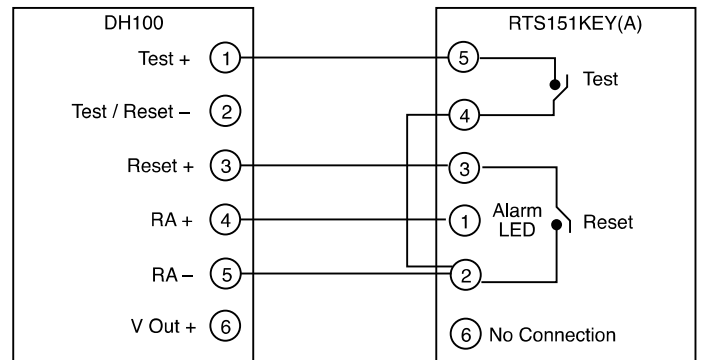 DH100
Test + 1
Test / Reset – 2
Reset + 3
RA + 4
RA – 5
V Out + 6
RTS151KEY(A)
5
Test
4
3
1 Alarm
LED
Reset
2
6 No Connection